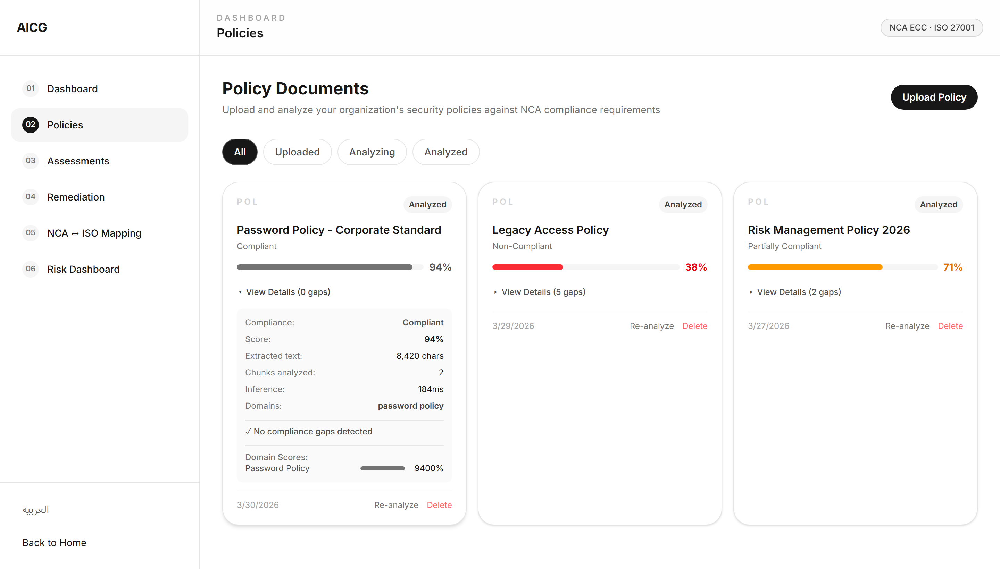 AICG
DASHBOARD
Policies
NCA ECC · ISO 27001
01 Dashboard
02 Policies
03 Assessments
04 Remediation
05 NCA ↔ ISO Mapping
06 Risk Dashboard
العربية
Back to Home
Policy Documents
Upload and analyze your organization's security policies against NCA compliance requirements
Upload Policy
All Uploaded Analyzing Analyzed
POL Analyzed
Password Policy - Corporate Standard
Compliant
94%
▾ View Details (0 gaps)
Compliance: Compliant
Score: 94%
Extracted text: 8,420 chars
Chunks analyzed: 2
Inference: 184ms
Domains: password policy
✓ No compliance gaps detected
Domain Scores:
Password Policy 9400%
3/30/2026 Re-analyze Delete
POL Analyzed
Legacy Access Policy
Non-Compliant
38%
▸ View Details (5 gaps)
3/29/2026 Re-analyze Delete
POL Analyzed
Risk Management Policy 2026
Partially Compliant
71%
▸ View Details (2 gaps)
3/27/2026 Re-analyze Delete